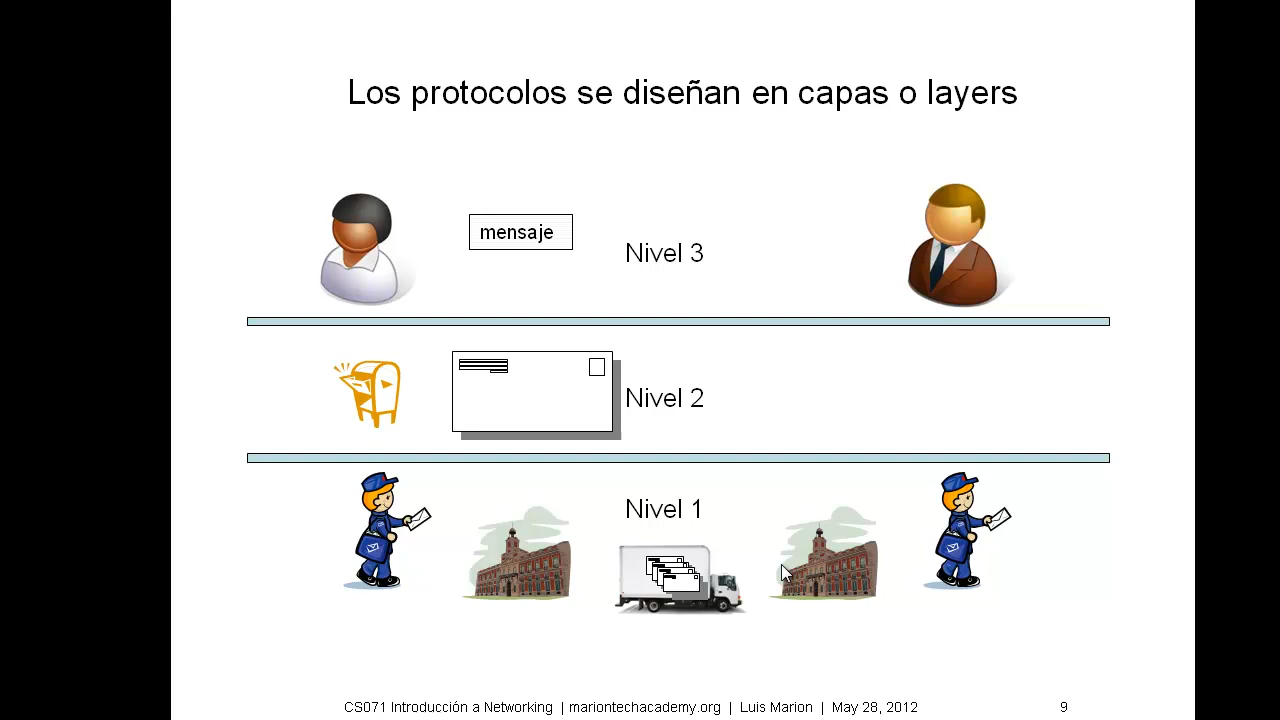 Los protocolos se diseñan en capas o layers
mensaje
Nivel 3
Nivel 2
Nivel 1
CS071 Introducción a Networking | mariontechacademy.org | Luis Marion | May 28, 2012
9